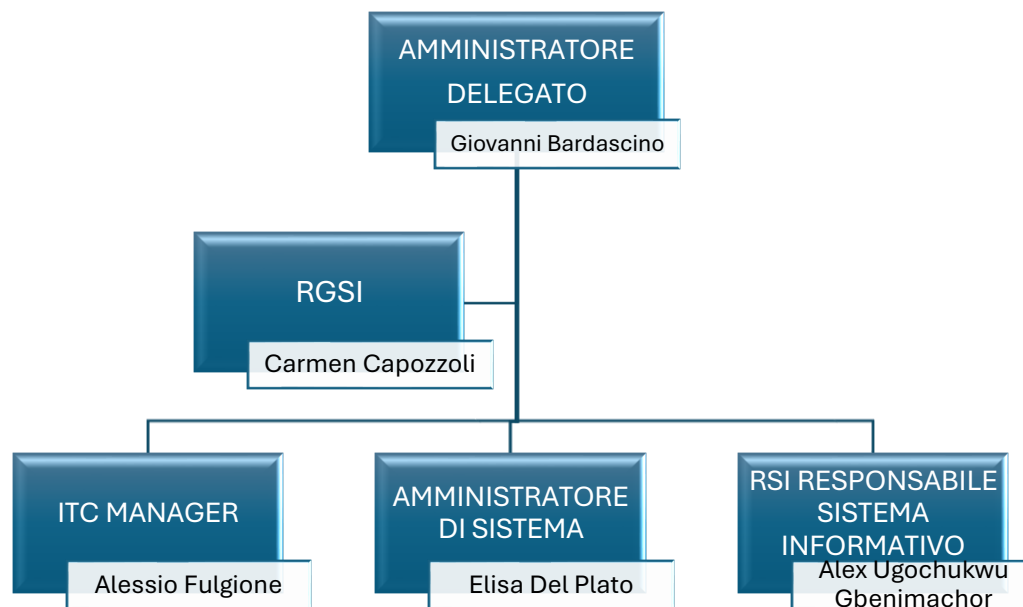 AMMINISTRATORE
DELEGATO
Giovanni Bardascino
RGSI
Carmen Capozzoli
ITC MANAGER
Alessio Fulgione
AMMINISTRATORE
DI SISTEMA
Elisa Del Plato
RSI RESPONSABILE
SISTEMA
INFORMATIVO
Alex Ugochukwu
Gbenimachor